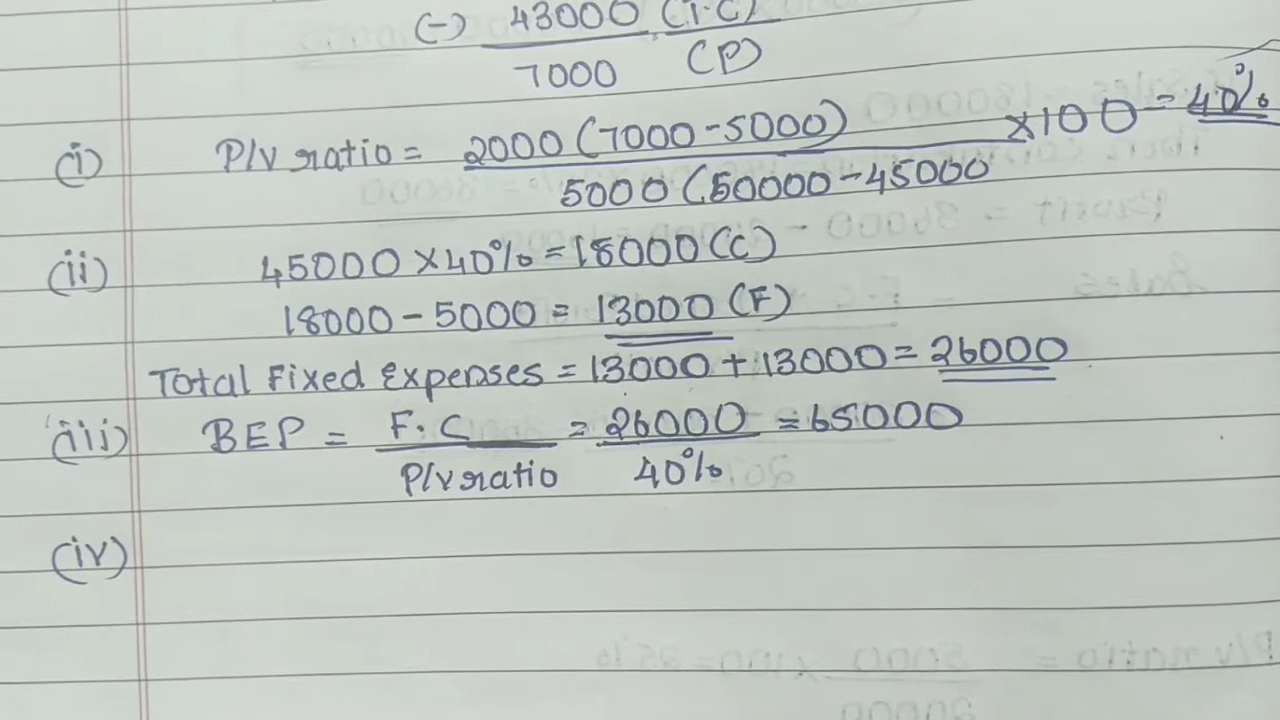 (-) 43000 (T.C)
7000 (P)
(i) P/v ratio = 2000 (7000-5000) ×100 = 40%
5000 (50000-45000
(ii) 45000 × 40% = 18000 (C)
18000 - 5000 = 13000 (F)
Total Fixed Expenses = 13000 + 13000 = 26000
(iii) BEP = F.C = 26000 = 65000
P/v ratio 40%
(iv)